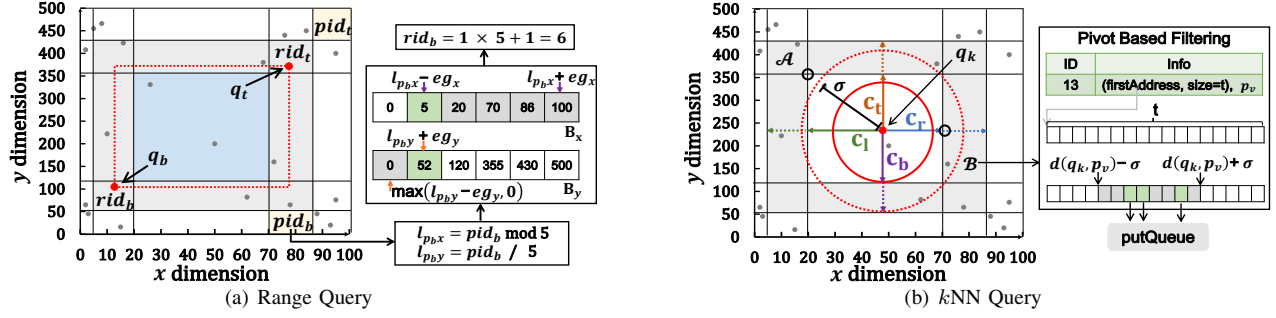 500
450
400
350
300
250
200
150
100
50
0
y dimension
0 10 20 30 40 50 60 70 80 90 100
x dimension
pid_t
rid_t
q_t
q_b
rid_b
pid_b
rid_b = 1 × 5 + 1 = 6
l_{p_b x} − eg_x
l_{p_b x} + eg_x
0 5 20 70 86 100
B_x
l_{p_b y} + eg_y
0 52 120 355 430 500
max(l_{p_b y} − eg_y, 0)
B_y
l_{p_b x} = pid_b mod 5
l_{p_b y} = pid_b / 5
(a) Range Query
500
450
400
350
300
250
200
150
100
50
0
y dimension
0 10 20 30 40 50 60 70 80 90 100
x dimension
𝒜
σ
q_k
c_t
c_r
c_l
c_b
ℬ
Pivot Based Filtering
ID Info
13 (firstAddress, size=t), p_v
t
d(q_k, p_v) − σ
d(q_k, p_v) + σ
putQueue
(b) kNN Query